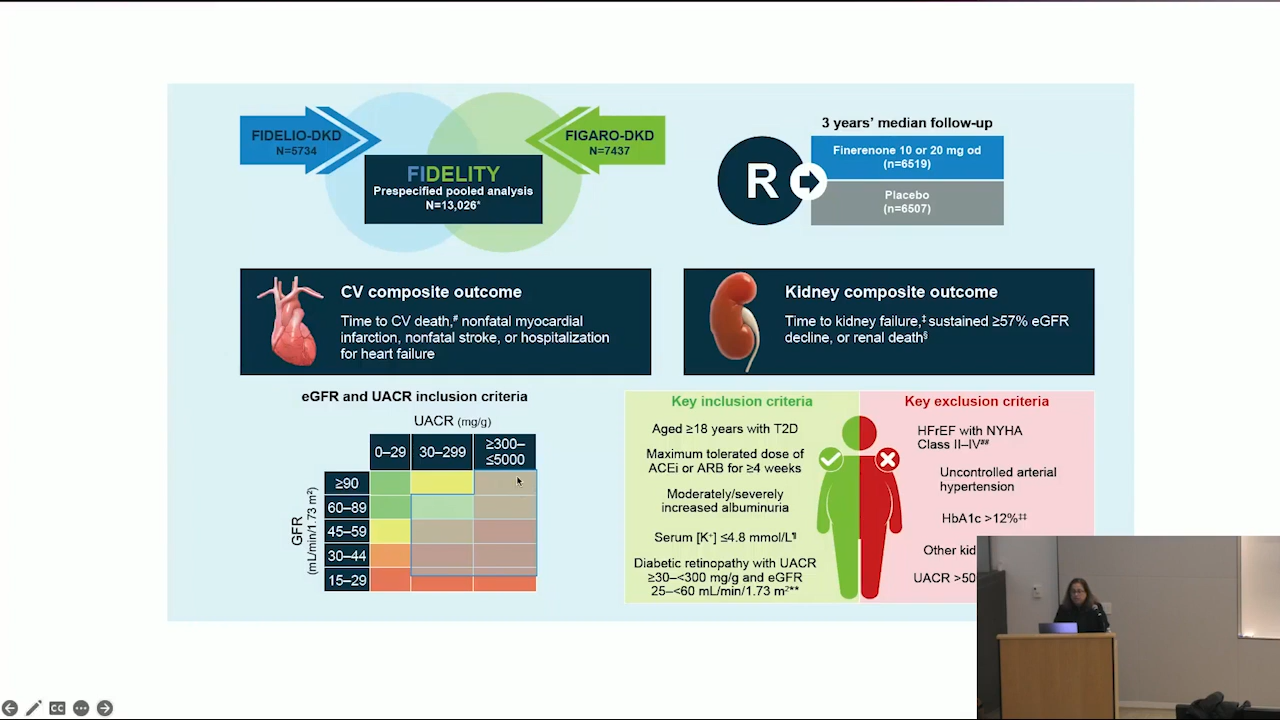 FIDELIO-DKD
N=5734
FIGARO-DKD
N=7437
FIDELITY
Prespecified pooled analysis
N=13,026*
3 years’ median follow-up
R
Finerenone 10 or 20 mg od
(n=6519)
Placebo
(n=6507)
CV composite outcome
Time to CV death,# nonfatal myocardial
infarction, nonfatal stroke, or hospitalization
for heart failure
Kidney composite outcome
Time to kidney failure,‡ sustained ≥57% eGFR
decline, or renal death§
eGFR and UACR inclusion criteria
UACR (mg/g)
0–29
30–299
≥300–
≤5000
GFR
(mL/min/1.73 m²)
≥90
60–89
45–59
30–44
15–29
Key inclusion criteria
Aged ≥18 years with T2D
Maximum tolerated dose of
ACEi or ARB for ≥4 weeks
Moderately/severely
increased albuminuria
Serum [K⁺] ≤4.8 mmol/L¶
Diabetic retinopathy with UACR
≥30–<300 mg/g and eGFR
25–<60 mL/min/1.73 m²**
Key exclusion criteria
HFrEF with NYHA
Class II–IV##
Uncontrolled arterial
hypertension
HbA1c >12%‡‡
Other kid
UACR >50
CC